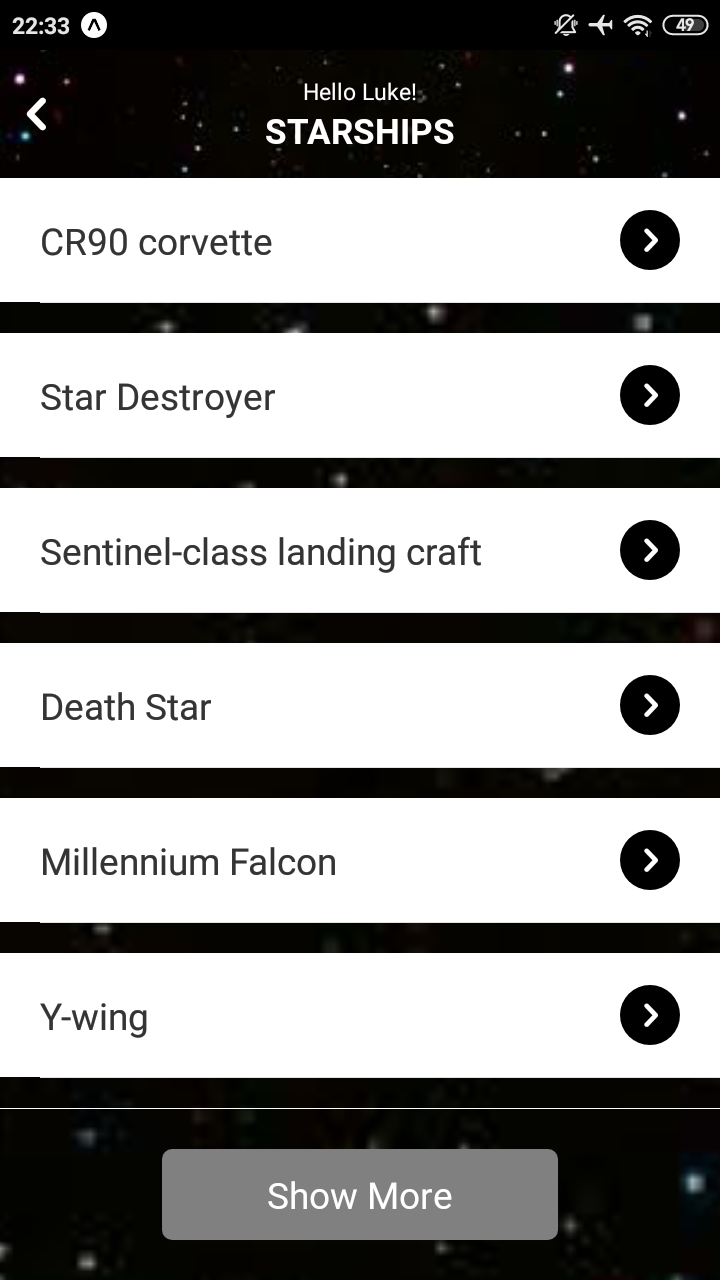 22:33
49
Hello Luke!
STARSHIPS
CR90 corvette
Star Destroyer
Sentinel-class landing craft
Death Star
Millennium Falcon
Y-wing
Show More